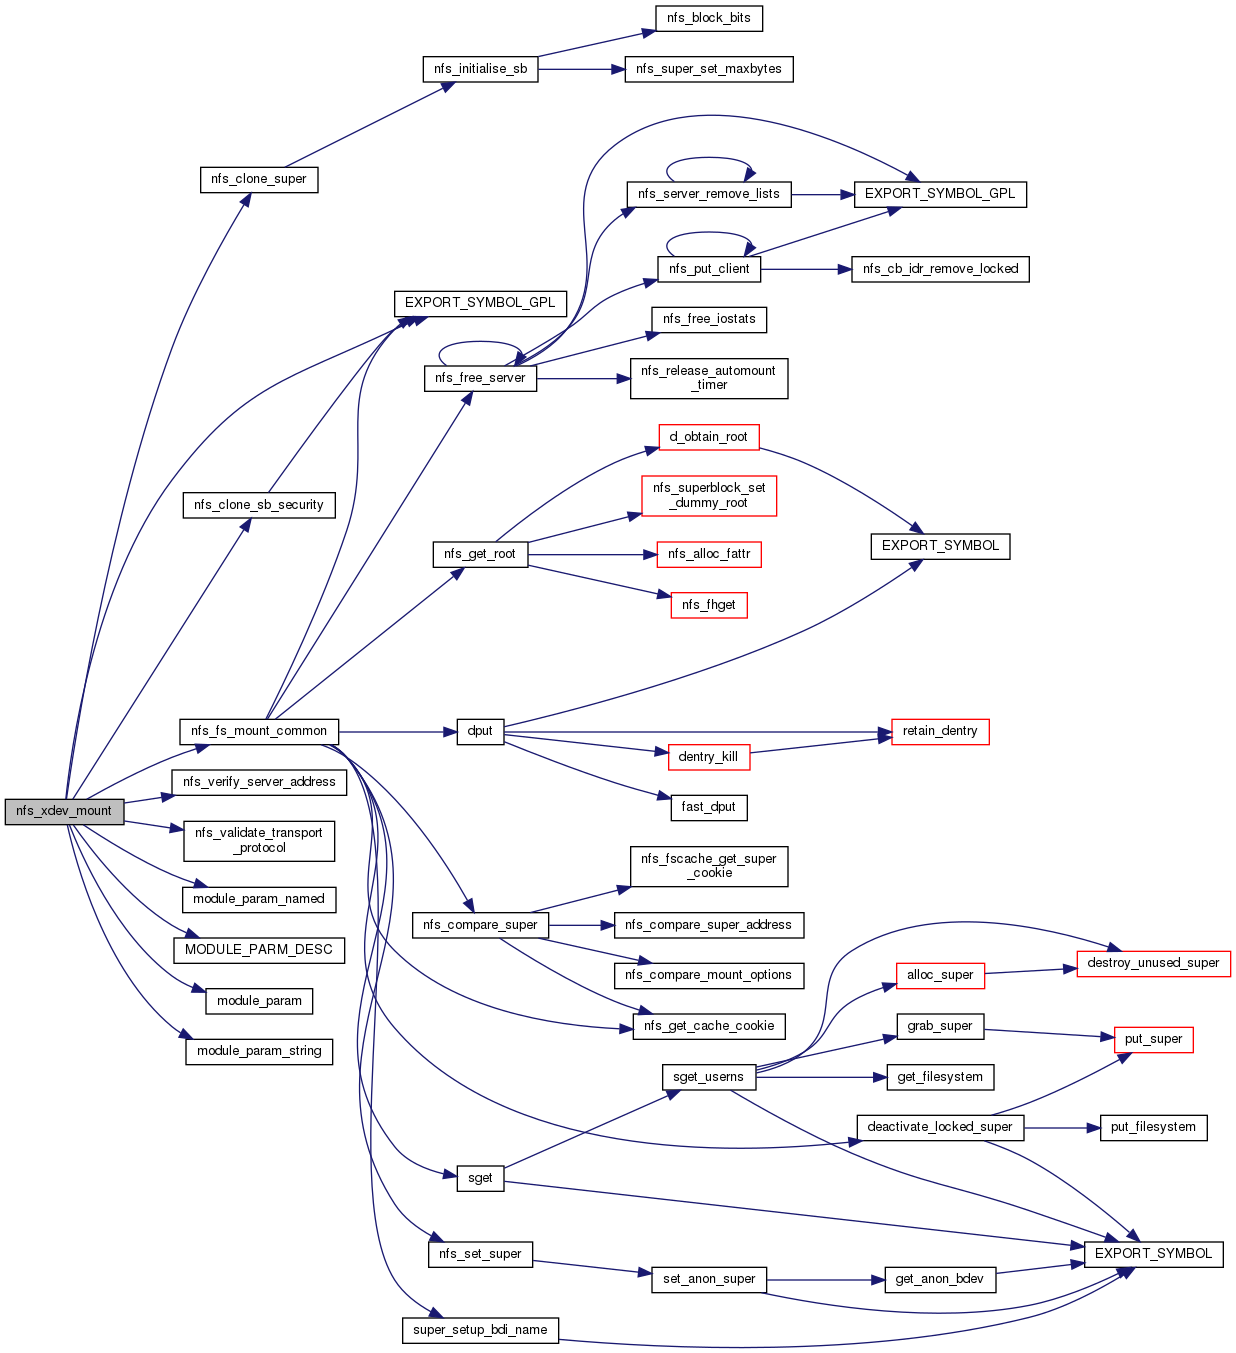 nfs_block_bits
nfs_initialise_sb
nfs_super_set_maxbytes
nfs_clone_super
nfs_server_remove_lists
EXPORT_SYMBOL_GPL
nfs_put_client
nfs_cb_idr_remove_locked
EXPORT_SYMBOL_GPL
nfs_free_iostats
nfs_free_server
nfs_release_automount
_timer
d_obtain_root
nfs_superblock_set
_dummy_root
nfs_clone_sb_security
EXPORT_SYMBOL
nfs_get_root
nfs_alloc_fattr
nfs_fhget
nfs_fs_mount_common
dput
retain_dentry
dentry_kill
nfs_verify_server_address
fast_dput
nfs_xdev_mount
nfs_validate_transport
_protocol
nfs_fscache_get_super
_cookie
module_param_named
nfs_compare_super
nfs_compare_super_address
MODULE_PARM_DESC
destroy_unused_super
alloc_super
nfs_compare_mount_options
module_param
nfs_get_cache_cookie
grab_super
put_super
module_param_string
sget_userns
get_filesystem
deactivate_locked_super
put_filesystem
sget
nfs_set_super
EXPORT_SYMBOL
set_anon_super
get_anon_bdev
super_setup_bdi_name